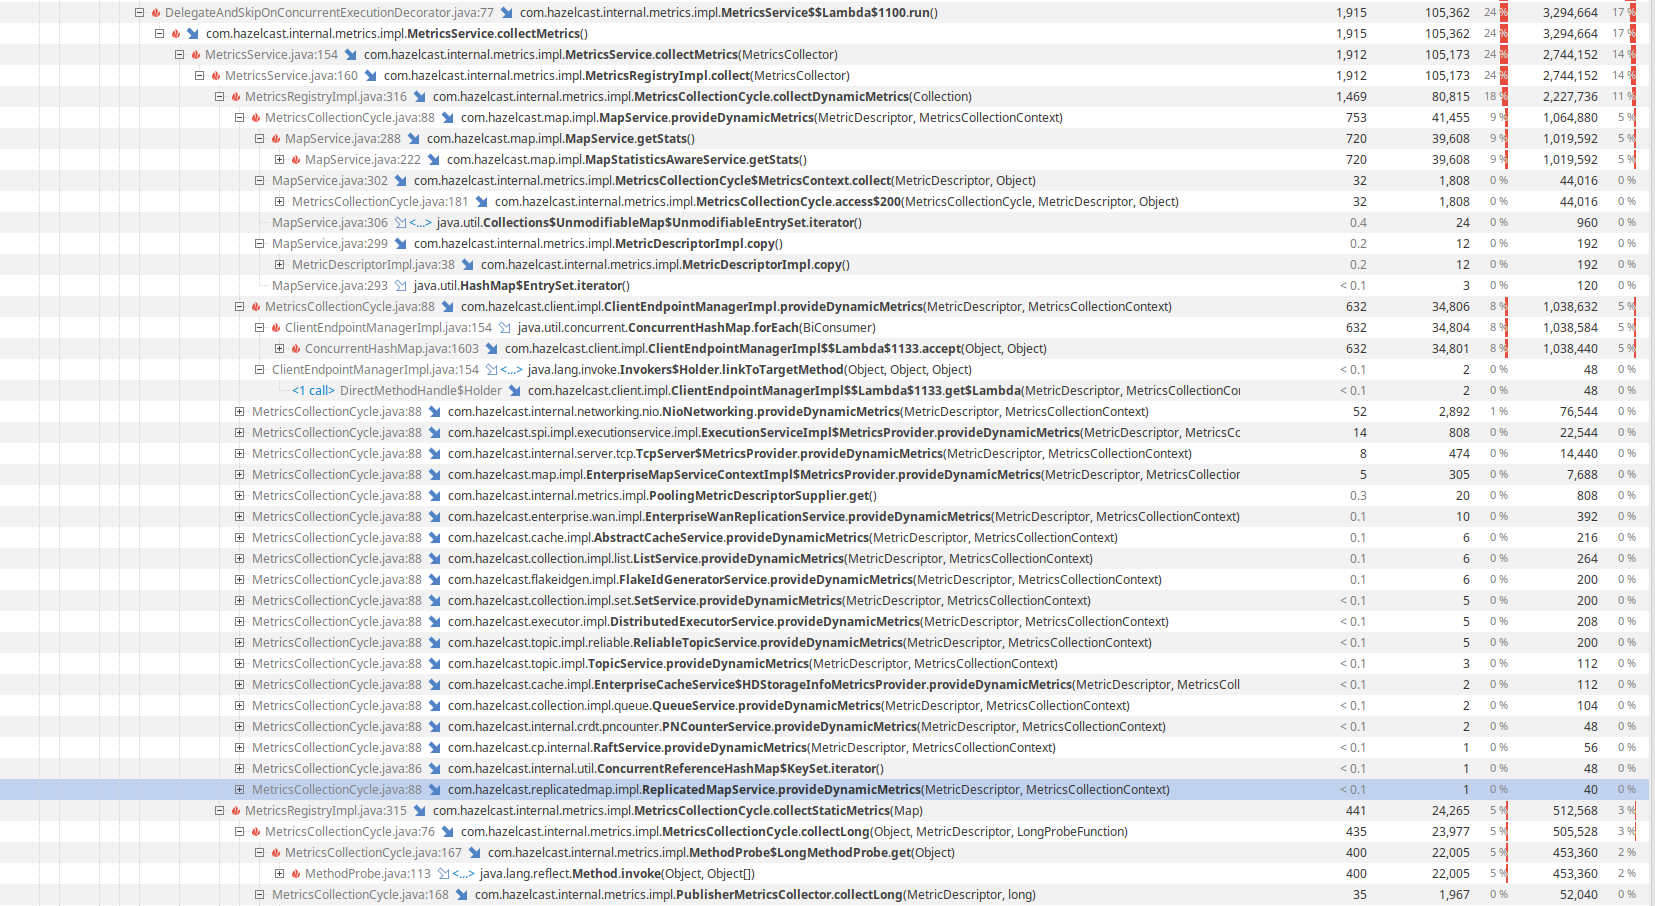 DelegateAndSkipOnConcurrentExecutionDecorator.java:77 com.hazelcast.internal.metrics.impl.MetricsService$$Lambda$1100.run() 1,915 105,362 24 % 3,294,664 17 %
com.hazelcast.internal.metrics.impl.MetricsService.collectMetrics() 1,915 105,362 24 % 3,294,664 17 %
MetricsService.java:154 com.hazelcast.internal.metrics.impl.MetricsService.collectMetrics(MetricsCollector) 1,912 105,173 24 % 2,744,152 14 %
MetricsService.java:160 com.hazelcast.internal.metrics.impl.MetricsRegistryImpl.collect(MetricsCollector) 1,912 105,173 24 % 2,744,152 14 %
MetricsRegistryImpl.java:316 com.hazelcast.internal.metrics.impl.MetricsCollectionCycle.collectDynamicMetrics(Collection) 1,469 80,815 18 % 2,227,736 11 %
MetricsCollectionCycle.java:88 com.hazelcast.map.impl.MapService.provideDynamicMetrics(MetricDescriptor, MetricsCollectionContext) 753 41,455 9 % 1,064,880 5 %
MapService.java:288 com.hazelcast.map.impl.MapService.getStats() 720 39,608 9 % 1,019,592 5 %
MapService.java:222 com.hazelcast.map.impl.MapStatisticsAwareService.getStats() 720 39,608 9 % 1,019,592 5 %
MapService.java:302 com.hazelcast.internal.metrics.impl.MetricsCollectionCycle$MetricsContext.collect(MetricDescriptor, Object) 32 1,808 0 % 44,016 0 %
MetricsCollectionCycle.java:181 com.hazelcast.internal.metrics.impl.MetricsCollectionCycle.access$200(MetricsCollectionCycle, MetricDescriptor, Object) 32 1,808 0 % 44,016 0 %
MapService.java:306 <...> java.util.Collections$UnmodifiableMap$UnmodifiableEntrySet.iterator() 0.4 24 0 % 960 0 %
MapService.java:299 com.hazelcast.internal.metrics.impl.MetricDescriptorImpl.copy() 0.2 12 0 % 192 0 %
MetricDescriptorImpl.java:38 com.hazelcast.internal.metrics.impl.MetricDescriptorImpl.copy() 0.2 12 0 % 192 0 %
MapService.java:293 java.util.HashMap$EntrySet.iterator() < 0.1 3 0 % 120 0 %
MetricsCollectionCycle.java:88 com.hazelcast.client.impl.ClientEndpointManagerImpl.provideDynamicMetrics(MetricDescriptor, MetricsCollectionContext) 632 34,806 8 % 1,038,632 5 %
ClientEndpointManagerImpl.java:154 java.util.concurrent.ConcurrentHashMap.forEach(BiConsumer) 632 34,804 8 % 1,038,584 5 %
ConcurrentHashMap.java:1603 com.hazelcast.client.impl.ClientEndpointManagerImpl$$Lambda$1133.accept(Object, Object) 632 34,801 8 % 1,038,440 5 %
ClientEndpointManagerImpl.java:154 <...> java.lang.invoke.Invokers$Holder.linkToTargetMethod(Object, Object, Object) < 0.1 2 0 % 48 0 %
<1 call> DirectMethodHandle$Holder com.hazelcast.client.impl.ClientEndpointManagerImpl$$Lambda$1133.get$Lambda(MetricDescriptor, MetricsCollectionCor < 0.1 2 0 % 48 0 %
MetricsCollectionCycle.java:88 com.hazelcast.internal.networking.nio.NioNetworking.provideDynamicMetrics(MetricDescriptor, MetricsCollectionContext) 52 2,892 1 % 76,544 0 %
MetricsCollectionCycle.java:88 com.hazelcast.spi.impl.executionservice.impl.ExecutionServiceImpl$MetricsProvider.provideDynamicMetrics(MetricDescriptor, MetricsCc 14 808 0 % 22,544 0 %
MetricsCollectionCycle.java:88 com.hazelcast.internal.server.tcp.TcpServer$MetricsProvider.provideDynamicMetrics(MetricDescriptor, MetricsCollectionContext) 8 474 0 % 14,440 0 %
MetricsCollectionCycle.java:88 com.hazelcast.map.impl.EnterpriseMapServiceContextImpl$MetricsProvider.provideDynamicMetrics(MetricDescriptor, MetricsCollection 5 305 0 % 7,688 0 %
MetricsCollectionCycle.java:88 com.hazelcast.internal.metrics.impl.PoolingMetricDescriptorSupplier.get() 0.3 20 0 % 808 0 %
MetricsCollectionCycle.java:88 com.hazelcast.enterprise.wan.impl.EnterpriseWanReplicationService.provideDynamicMetrics(MetricDescriptor, MetricsCollectionContext) 0.1 10 0 % 392 0 %
MetricsCollectionCycle.java:88 com.hazelcast.cache.impl.AbstractCacheService.provideDynamicMetrics(MetricDescriptor, MetricsCollectionContext) 0.1 6 0 % 216 0 %
MetricsCollectionCycle.java:88 com.hazelcast.collection.impl.list.ListService.provideDynamicMetrics(MetricDescriptor, MetricsCollectionContext) 0.1 6 0 % 264 0 %
MetricsCollectionCycle.java:88 com.hazelcast.flakeidgen.impl.FlakeIdGeneratorService.provideDynamicMetrics(MetricDescriptor, MetricsCollectionContext) 0.1 6 0 % 200 0 %
MetricsCollectionCycle.java:88 com.hazelcast.collection.impl.set.SetService.provideDynamicMetrics(MetricDescriptor, MetricsCollectionContext) < 0.1 5 0 % 200 0 %
MetricsCollectionCycle.java:88 com.hazelcast.executor.impl.DistributedExecutorService.provideDynamicMetrics(MetricDescriptor, MetricsCollectionContext) < 0.1 5 0 % 208 0 %
MetricsCollectionCycle.java:88 com.hazelcast.topic.impl.reliable.ReliableTopicService.provideDynamicMetrics(MetricDescriptor, MetricsCollectionContext) < 0.1 5 0 % 200 0 %
MetricsCollectionCycle.java:88 com.hazelcast.topic.impl.TopicService.provideDynamicMetrics(MetricDescriptor, MetricsCollectionContext) < 0.1 3 0 % 112 0 %
MetricsCollectionCycle.java:88 com.hazelcast.cache.impl.EnterpriseCacheService$HDStorageInfoMetricsProvider.provideDynamicMetrics(MetricDescriptor, MetricsColl < 0.1 2 0 % 112 0 %
MetricsCollectionCycle.java:88 com.hazelcast.collection.impl.queue.QueueService.provideDynamicMetrics(MetricDescriptor, MetricsCollectionContext) < 0.1 2 0 % 104 0 %
MetricsCollectionCycle.java:88 com.hazelcast.internal.crdt.pncounter.PNCounterService.provideDynamicMetrics(MetricDescriptor, MetricsCollectionContext) < 0.1 2 0 % 48 0 %
MetricsCollectionCycle.java:88 com.hazelcast.cp.internal.RaftService.provideDynamicMetrics(MetricDescriptor, MetricsCollectionContext) < 0.1 1 0 % 56 0 %
MetricsCollectionCycle.java:86 com.hazelcast.internal.util.ConcurrentReferenceHashMap$KeySet.iterator() < 0.1 1 0 % 48 0 %
MetricsCollectionCycle.java:88 com.hazelcast.replicatedmap.impl.ReplicatedMapService.provideDynamicMetrics(MetricDescriptor, MetricsCollectionContext) < 0.1 1 0 % 40 0 %
MetricsRegistryImpl.java:315 com.hazelcast.internal.metrics.impl.MetricsCollectionCycle.collectStaticMetrics(Map) 441 24,265 5 % 512,568 3 %
MetricsCollectionCycle.java:76 com.hazelcast.internal.metrics.impl.MetricsCollectionCycle.collectLong(Object, MetricDescriptor, LongProbeFunction) 435 23,977 5 % 505,528 3 %
MetricsCollectionCycle.java:167 com.hazelcast.internal.metrics.impl.MethodProbe$LongMethodProbe.get(Object) 400 22,005 5 % 453,360 2 %
MethodProbe.java:113 <...> java.lang.reflect.Method.invoke(Object, Object[]) 400 22,005 5 % 453,360 2 %
MetricsCollectionCycle.java:168 com.hazelcast.internal.metrics.impl.PublisherMetricsCollector.collectLong(MetricDescriptor, long) 35 1,967 0 % 52,040 0 %